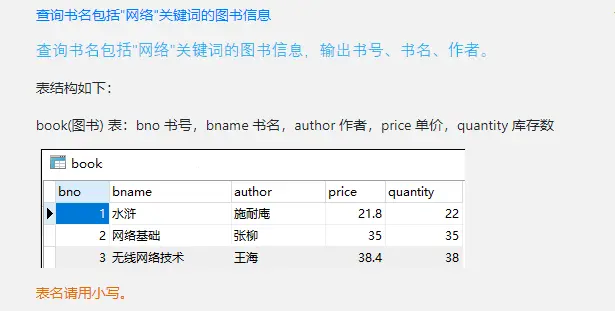 查询书名包括"网络"关键词的图书信息
查询书名包括"网络"关键词的图书信息，输出书号、书名、作者。
表结构如下：
book(图书) 表：bno 书号，bname 书名，author 作者，price 单价，quantity 库存数
book
bno bname author price quantity
1 水浒 施耐庵 21.8 22
2 网络基础 张柳 35 35
3 无线网络技术 王海 38.4 38
表名请用小写。